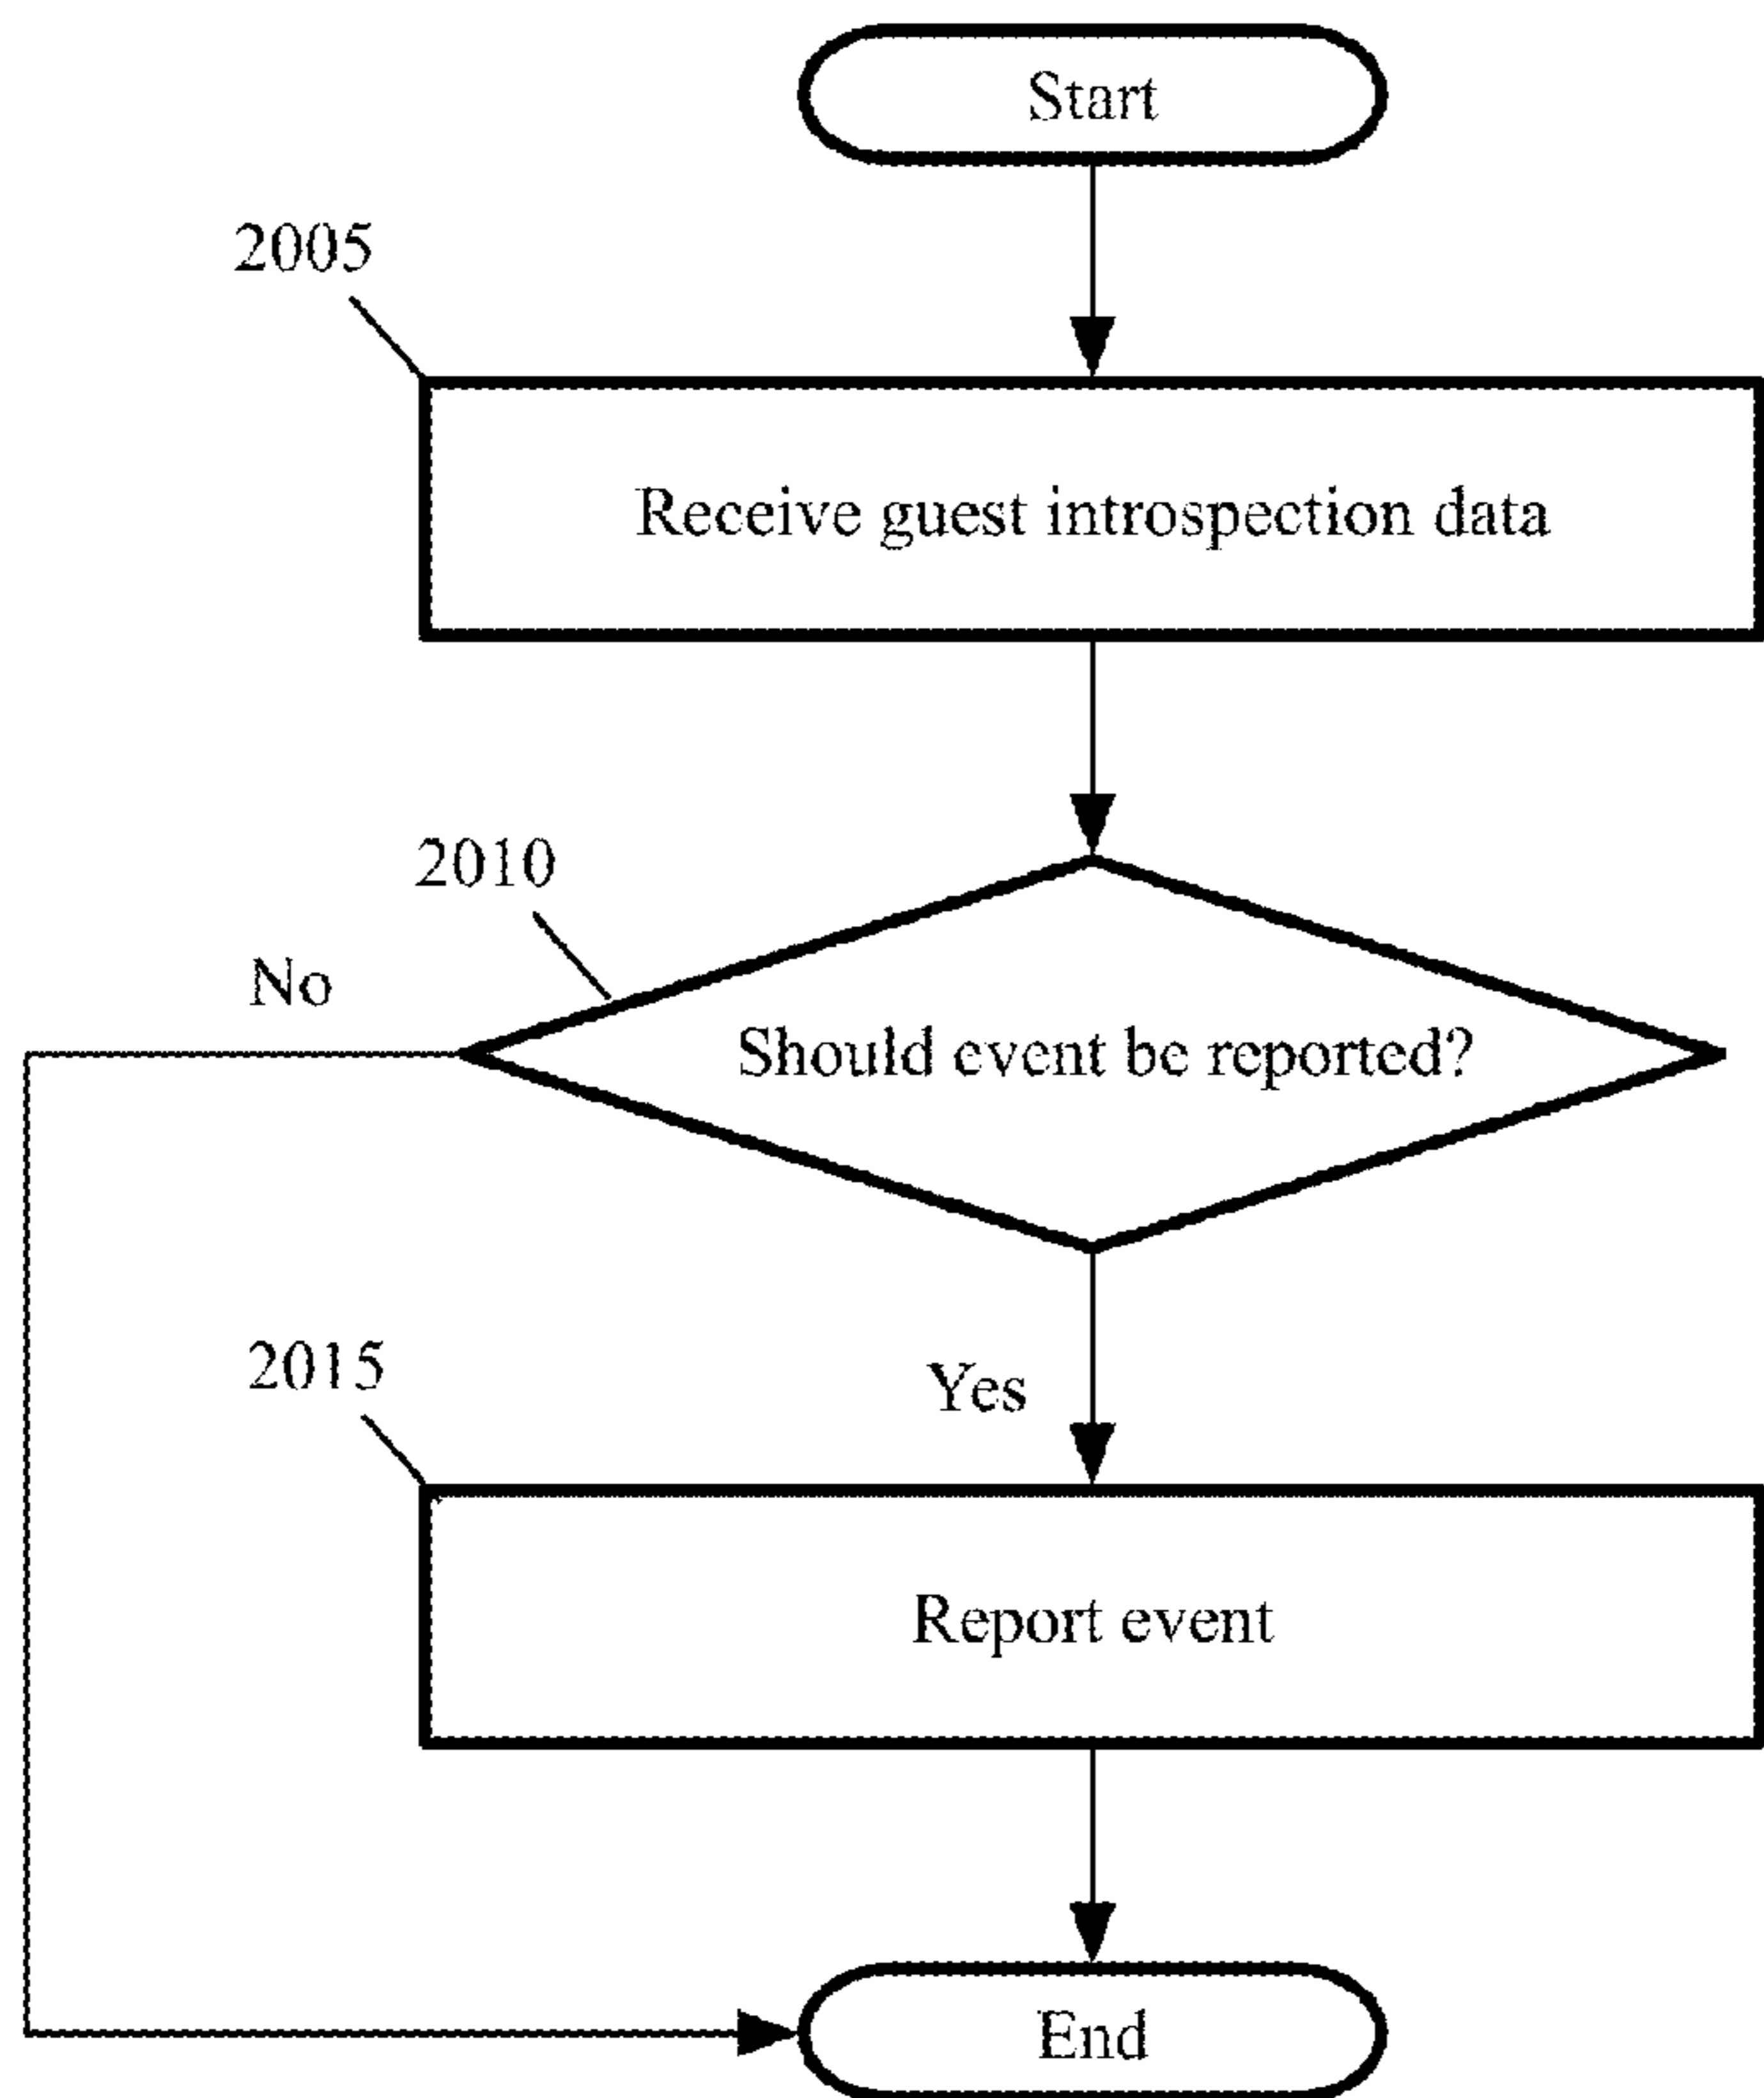 Start
2005
Receive guest introspection data
2010
No
Should event be reported?
2015
Yes
Report event
End